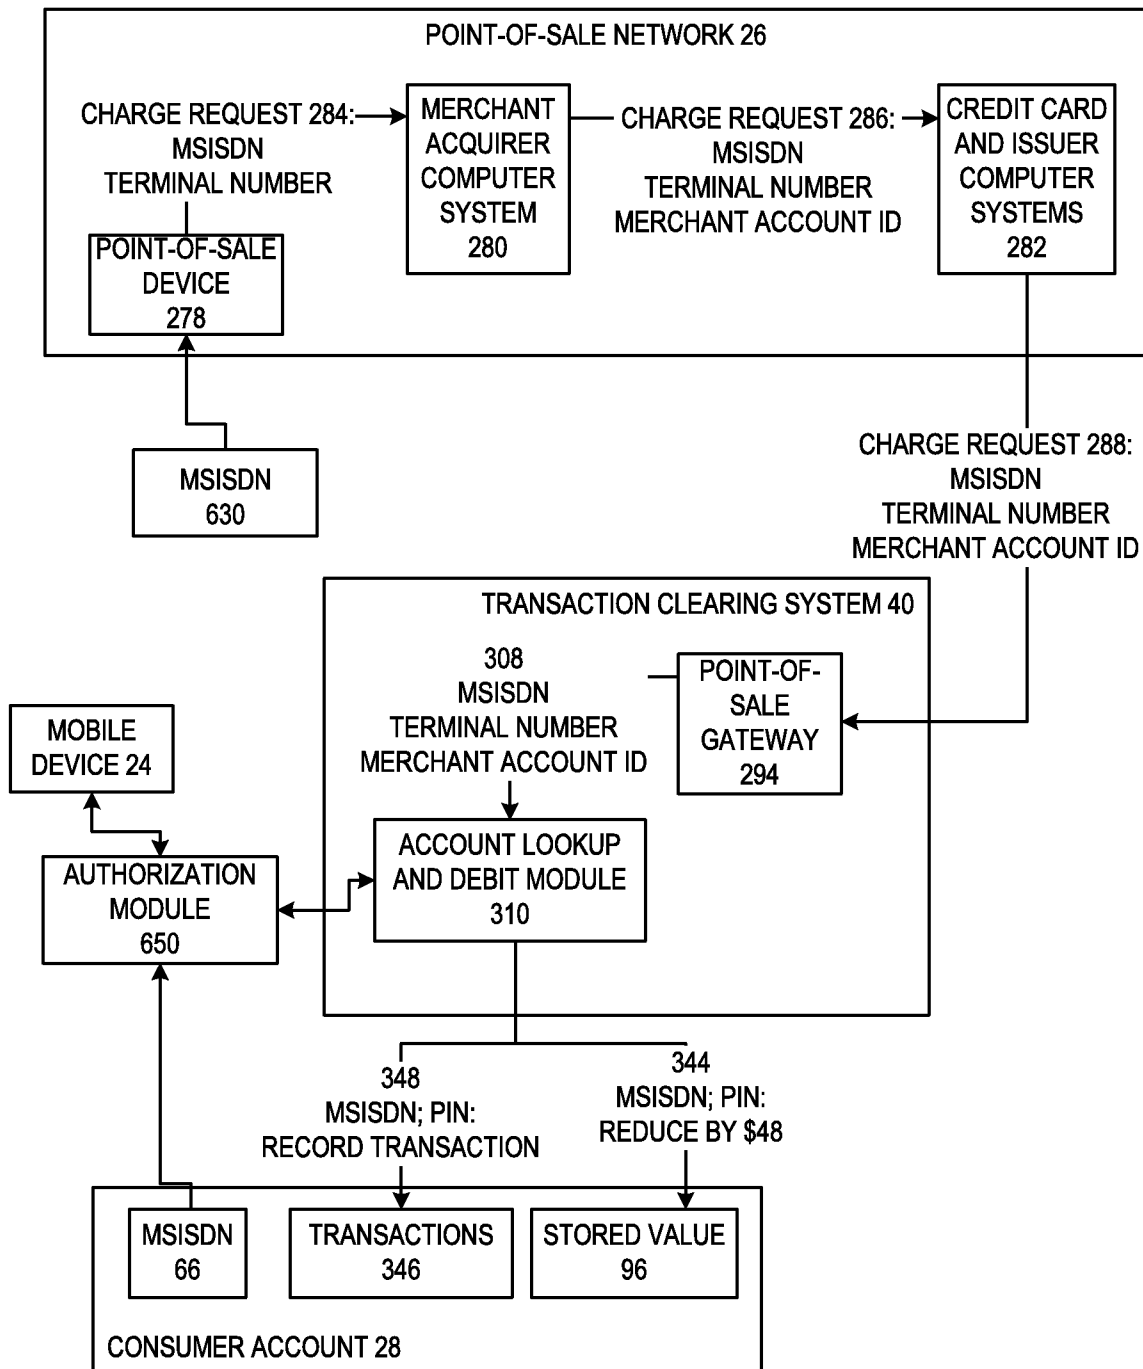 POINT-OF-SALE NETWORK 26
CHARGE REQUEST 284:
MSISDN
TERMINAL NUMBER
MERCHANT
ACQUIRER
COMPUTER
SYSTEM
280
CHARGE REQUEST 286:
MSISDN
TERMINAL NUMBER
MERCHANT ACCOUNT ID
CREDIT CARD
AND ISSUER
COMPUTER
SYSTEMS
282
POINT-OF-SALE
DEVICE
278
MSISDN
630
CHARGE REQUEST 288:
MSISDN
TERMINAL NUMBER
MERCHANT ACCOUNT ID
TRANSACTION CLEARING SYSTEM 40
308
MSISDN
TERMINAL NUMBER
MERCHANT ACCOUNT ID
POINT-OF-
SALE
GATEWAY
294
MOBILE
DEVICE 24
ACCOUNT LOOKUP
AND DEBIT MODULE
310
AUTHORIZATION
MODULE
650
348
MSISDN; PIN:
RECORD TRANSACTION
344
MSISDN; PIN:
REDUCE BY $48
MSISDN
66
TRANSACTIONS
346
STORED VALUE
96
CONSUMER ACCOUNT 28